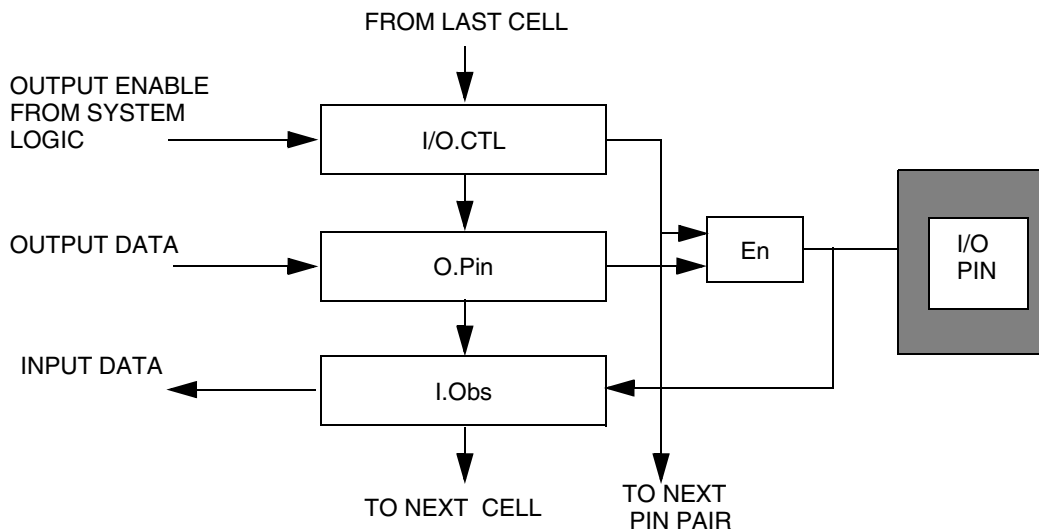 FROM LAST CELL
OUTPUT ENABLE
FROM SYSTEM
LOGIC
I/O.CTL
OUTPUT DATA
O.Pin
En
I/O
PIN
INPUT DATA
I.Obs
TO NEXT CELL
TO NEXT
PIN PAIR